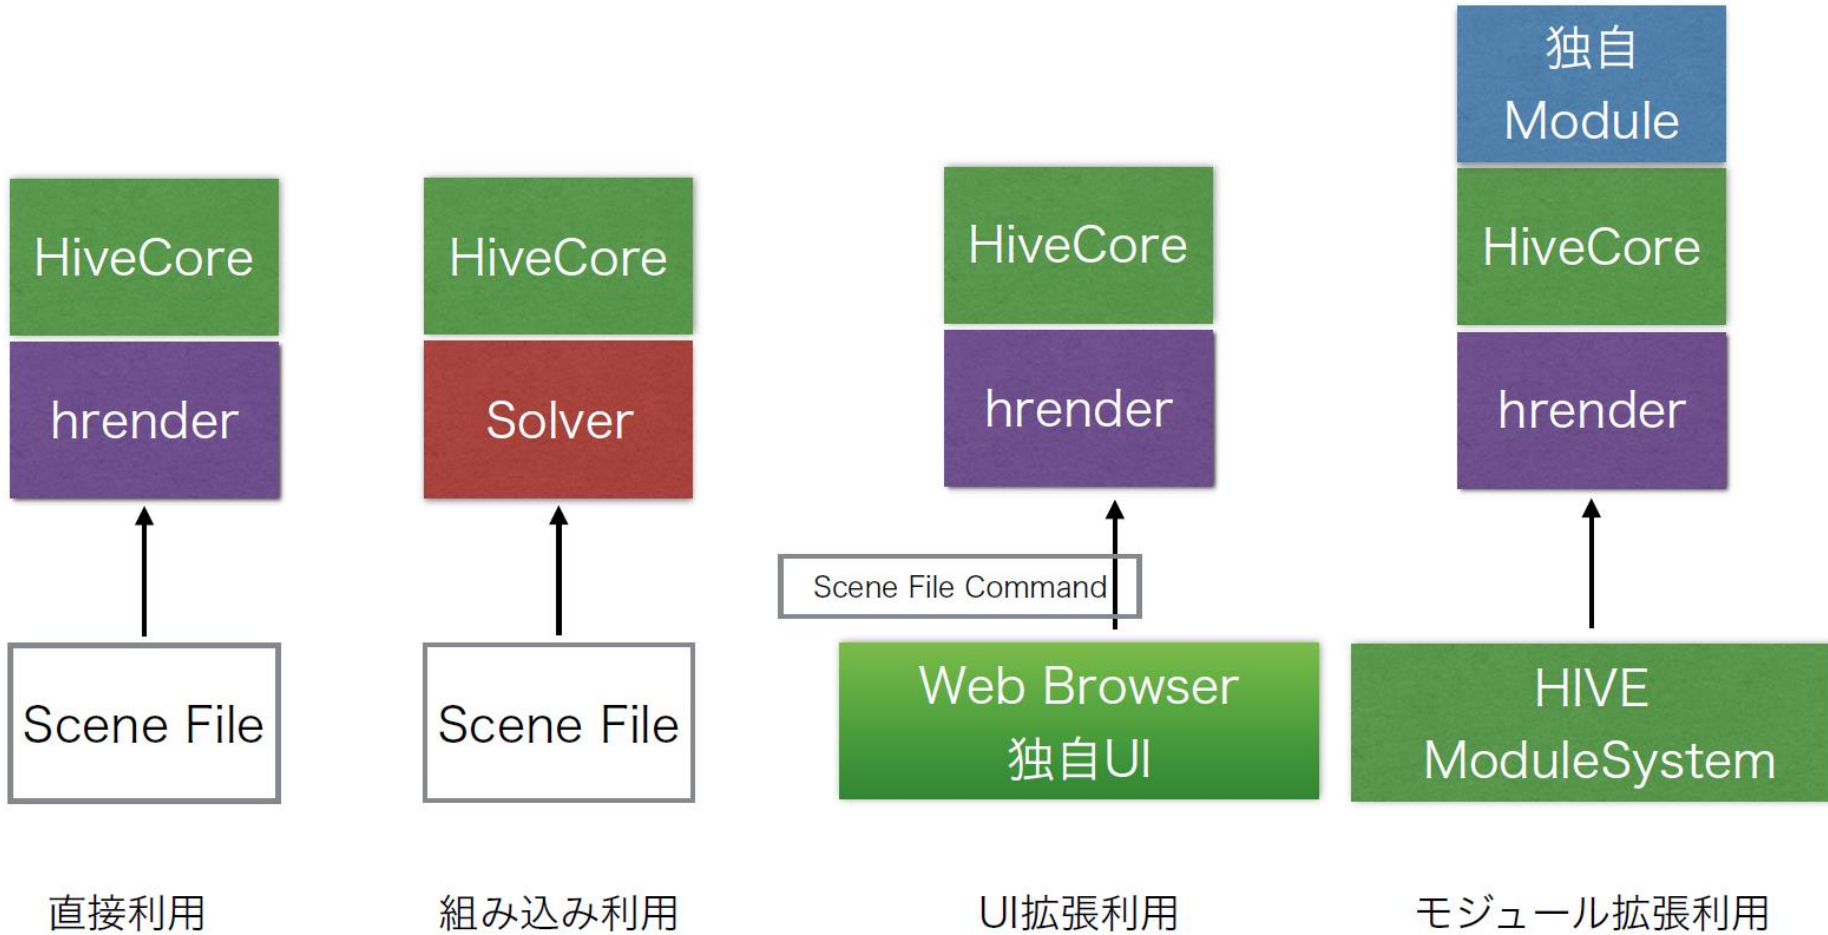 HiveCore
hrender
Scene File
直接利用
HiveCore
Solver
Scene File
組み込み利用
HiveCore
hrender
Scene File Command
Web Browser
独自UI
UI拡張利用
独自
Module
HiveCore
hrender
HIVE
ModuleSystem
モジュール拡張利用